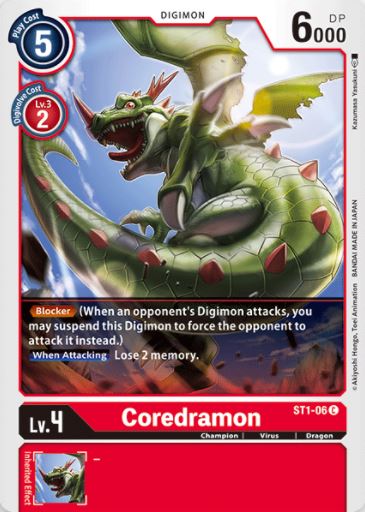 DIGIMON
Play Cost
5
6000
DP
Digivolve Cost
Lv.3
2
Kazumasa Yasukuni
©Akiyoshi Hongo, Toei Animation BANDAI MADE IN JAPAN
Blocker (When an opponent's Digimon attacks, you
may suspend this Digimon to force the opponent to
attack it instead.)
When Attacking Lose 2 memory.
ST1-06 C
Lv.4 Coredramon
Champion | Virus | Dragon
Inherited Effect
–